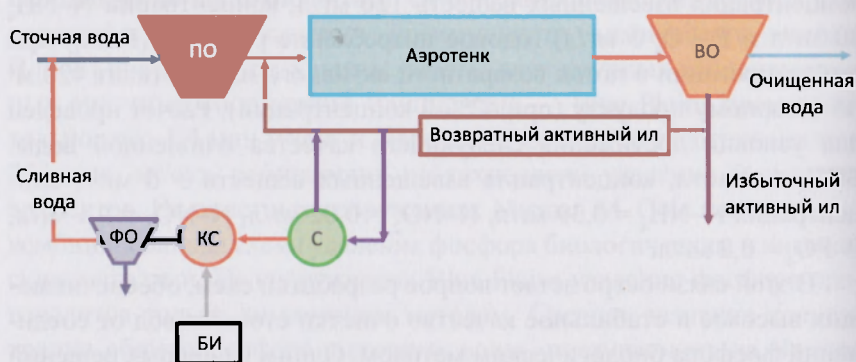 Сточная вода
ПО
Аэротенк
ВО
Очищенная
вода
Возвратный активный ил
Сливная
вода
Избыточный
активный ил
ФО
КС
С
БИ